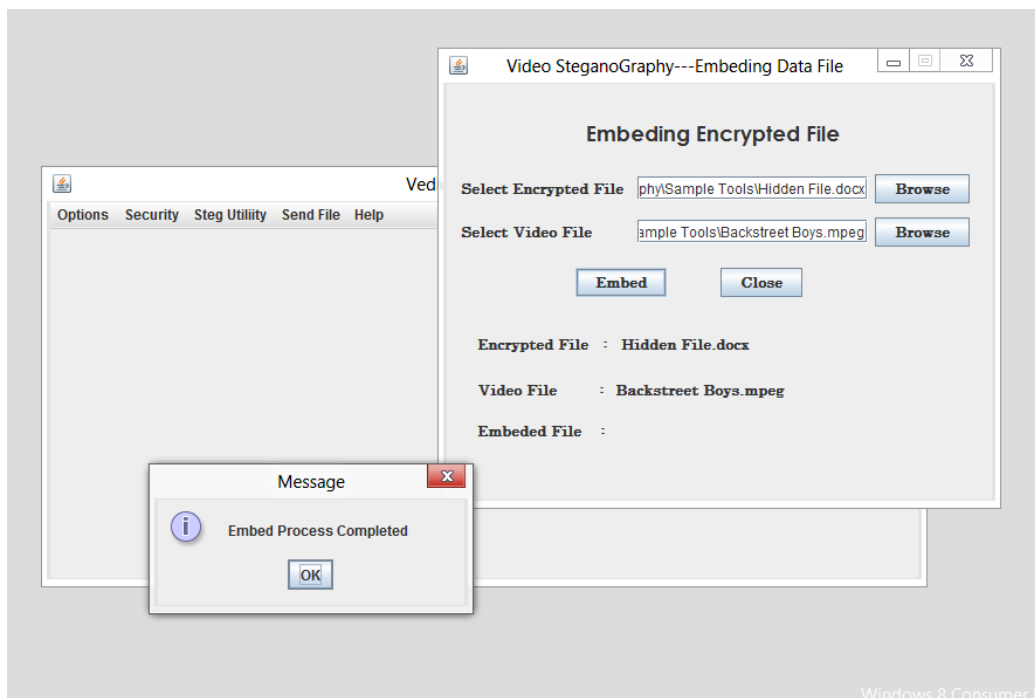 Video SteganoGraphy---Embeding Data File
Embeding Encrypted File
Select Encrypted File phy\Sample Tools\Hidden File.docx Browse
Select Video File ample Tools\Backstreet Boys.mpeg Browse
Embed Close
Encrypted File : Hidden File.docx
Video File : Backstreet Boys.mpeg
Embeded File :
Ved
Options Security Steg Utiliity Send File Help
Message
Embed Process Completed
OK
Windows 8 Consumer